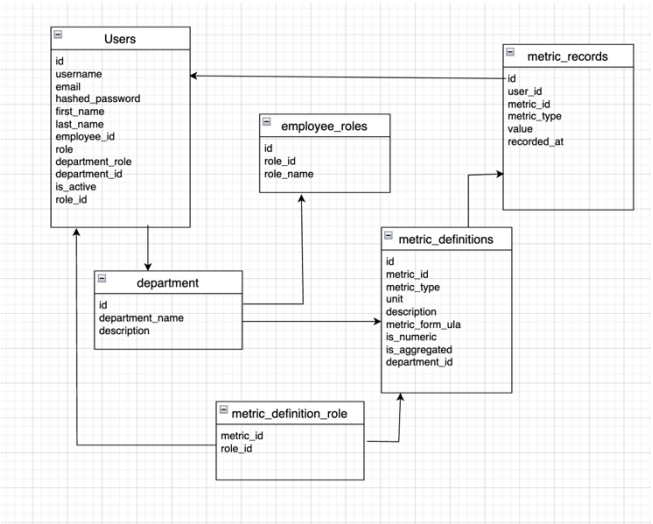 Users
id
username
email
hashed_password
first_name
last_name
employee_id
role
department_role
department_id
is_active
role_id
metric_records
id
user_id
metric_id
metric_type
value
recorded_at
employee_roles
id
role_id
role_name
metric_definitions
id
metric_id
metric_type
unit
description
metric_form_ula
is_numeric
is_aggregated
department_id
department
id
department_name
description
metric_definition_role
metric_id
role_id